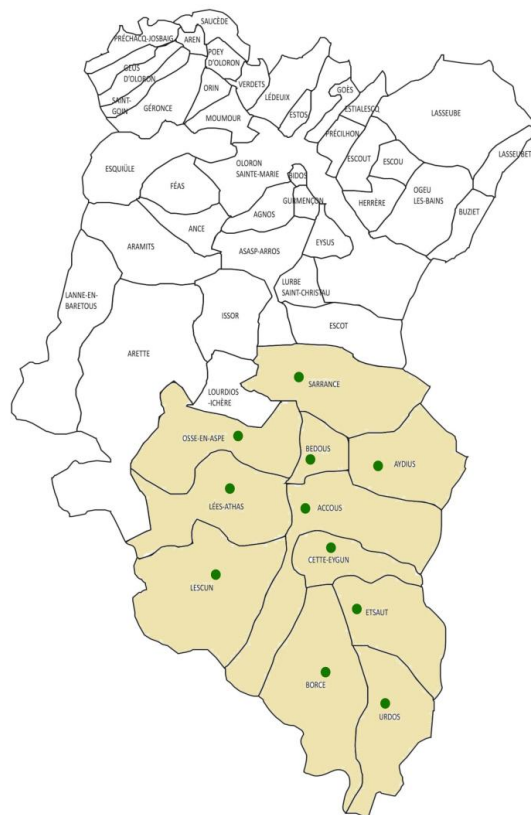 SAUCÈDE
PRÉCHACQ-JOSBAIG
AREN
POEY
D'OLORON
GEÜS
D'OLORON
VERDETS
GOÈS
SAINT-
GOIN
GÉRONCE
ORIN
LÉDEUIX
ESTOS
ESTIALESCQ
LASSEUBE
MOUMOUR
PRÉCILHON
ESCOUT
ESCOU
LASSEUBET
ESQUIÜLE
FÉAS
OLORON
SAINTE-MARIE
BIDOS
GURMENÇON
HERRÈRE
OGEU
LES-BAINS
BUZIET
AGNOS
ARAMITS
ANCE
ASASP-ARROS
EYSUS
LANNE-EN-
BARETOUS
LURBE
SAINT-CHRISTAU
ISSOR
ESCOT
ARETTE
LOURDIOS
-ICHÈRE
SARRANCE
OSSE-EN-ASPE
BEDOUS
AYDIUS
LÉES-ATHAS
ACCOUS
CETTE-EYGUN
LESCUN
ETSAUT
BORCE
URDOS